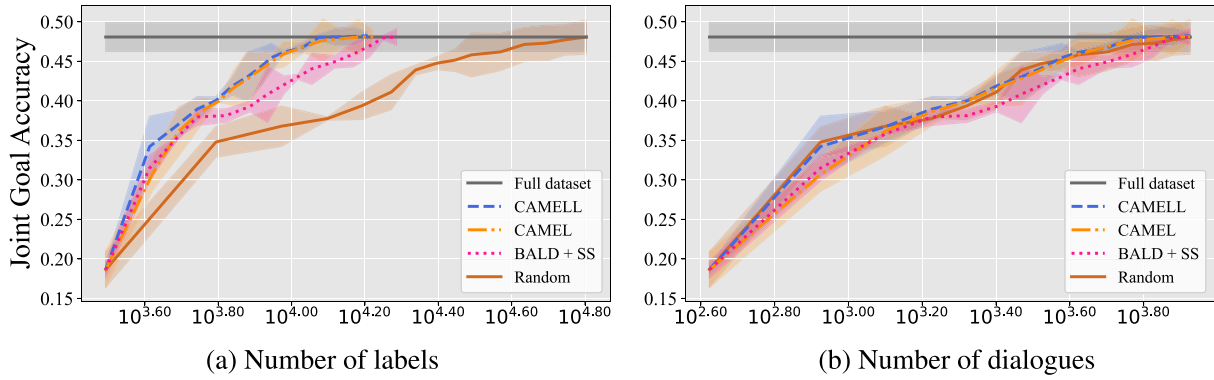 Joint Goal Accuracy
0.50
0.45
0.40
0.35
0.30
0.25
0.20
0.15
10^3.60
10^3.80
10^4.00
10^4.20
10^4.40
10^4.60
10^4.80
Full dataset
CAMELL
CAMEL
BALD + SS
Random
(a) Number of labels
0.50
0.45
0.40
0.35
0.30
0.25
0.20
0.15
10^2.60
10^2.80
10^3.00
10^3.20
10^3.40
10^3.60
10^3.80
Full dataset
CAMELL
CAMEL
BALD + SS
Random
(b) Number of dialogues